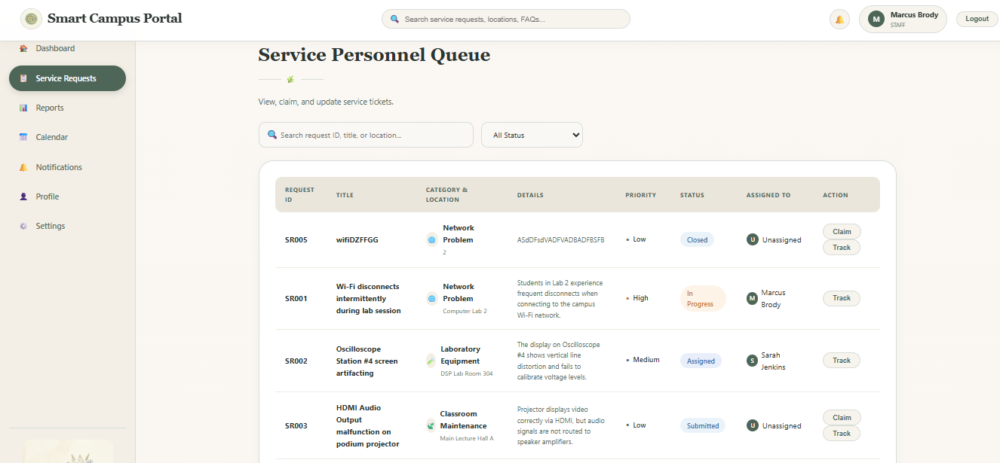 Smart Campus Portal
Search service requests, locations, FAQs...
M
Marcus Brody
STAFF
Logout
Dashboard
Service Requests
Reports
Calendar
Notifications
Profile
Settings
Service Personnel Queue
View, claim, and update service tickets.
Search request ID, title, or location...
All Status
REQUEST
ID
TITLE
CATEGORY &
LOCATION
DETAILS
PRIORITY
STATUS
ASSIGNED TO
ACTION
SR005
wifiDZFFGG
Network
Problem
2
ASdDFsdVADFVADBADFBSFB
• Low
Closed
U
Unassigned
Claim
Track
SR001
Wi-Fi disconnects
intermittently
during lab session
Network
Problem
Computer Lab 2
Students in Lab 2 experience
frequent disconnects when
connecting to the campus
Wi-Fi network.
• High
In
Progress
M
Marcus
Brody
Track
SR002
Oscilloscope
Station #4 screen
artifacting
Laboratory
Equipment
DSP Lab Room 304
The display on Oscilloscope
#4 shows vertical line
distortion and fails to
calibrate voltage levels.
• Medium
Assigned
S
Sarah
Jenkins
Track
SR003
HDMI Audio
Output
malfunction on
podium projector
Classroom
Maintenance
Main Lecture Hall A
Projector displays video
correctly via HDMI, but audio
signals are not routed to
speaker amplifiers.
• Low
Submitted
U
Unassigned
Claim
Track